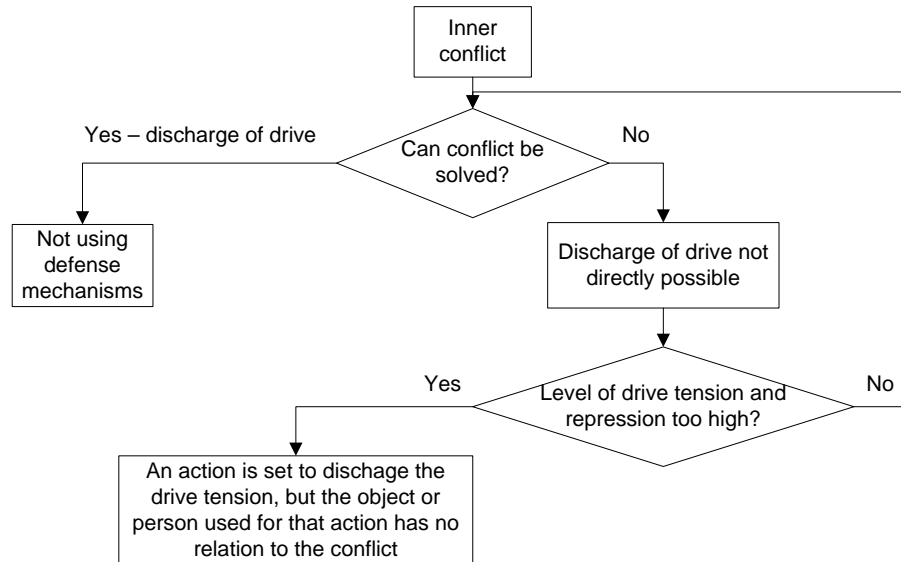 Inner
conflict
Yes – discharge of drive
No
Can conflict be
solved?
Not using
defense
mechanisms
Discharge of drive not
directly possible
Yes
Level of drive tension and
repression too high?
No
An action is set to dischage the
drive tension, but the object or
person used for that action has no
relation to the conflict